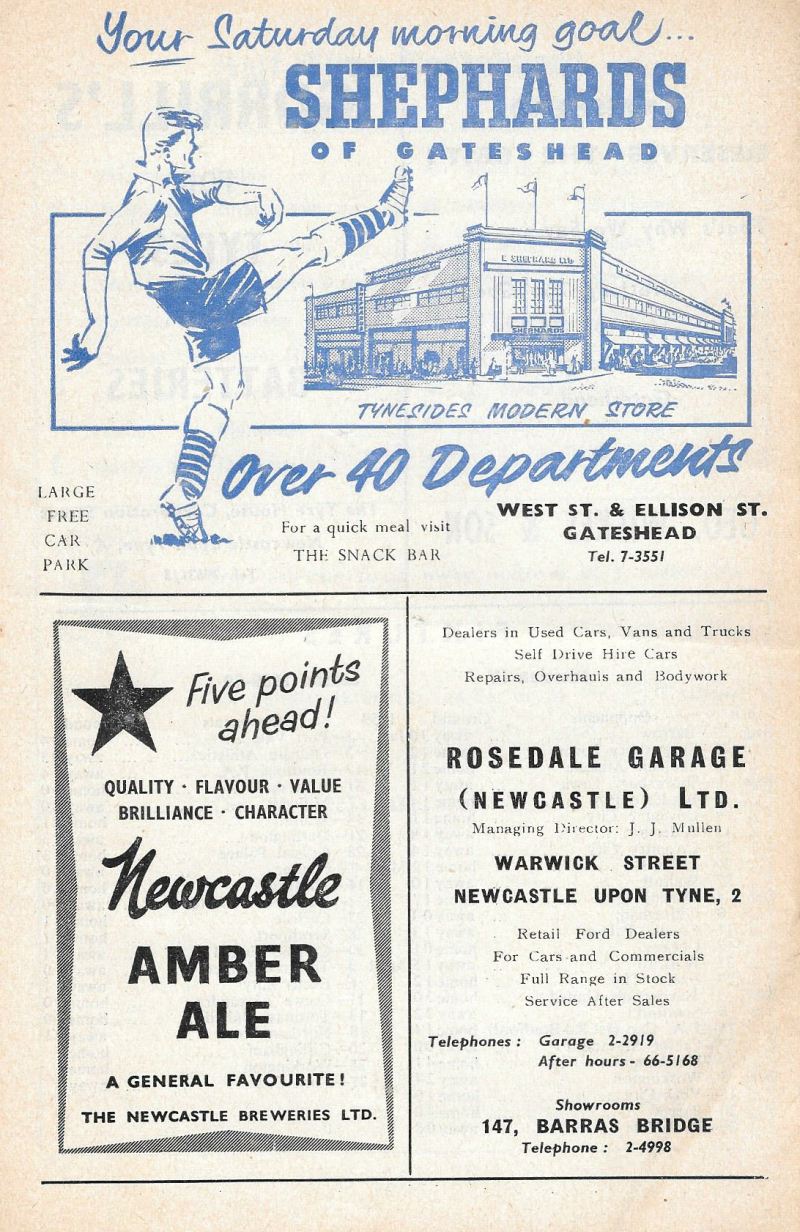 Your Saturday morning goal...
SHEPHARDS
OF GATESHEAD
E SHEPHARD LTD
SHEPHARDS
TYNESIDES MODERN STORE
Over 40 Departments
LARGE
FREE
CAR
PARK
For a quick meal visit
THE SNACK BAR
WEST ST. & ELLISON ST.
GATESHEAD
Tel. 7-3551
Five points
ahead!
QUALITY · FLAVOUR · VALUE
BRILLIANCE · CHARACTER
Newcastle
AMBER
ALE
A GENERAL FAVOURITE!
THE NEWCASTLE BREWERIES LTD.
Dealers in Used Cars, Vans and Trucks
Self Drive Hire Cars
Repairs, Overhauls and Bodywork
ROSEDALE GARAGE
(NEWCASTLE) LTD.
Managing Director: J. J. Mullen
WARWICK STREET
NEWCASTLE UPON TYNE, 2
Retail Ford Dealers
For Cars and Commercials
Full Range in Stock
Service After Sales
Telephones: Garage 2-2919
After hours - 66-5168
Showrooms
147, BARRAS BRIDGE
Telephone: 2-4998